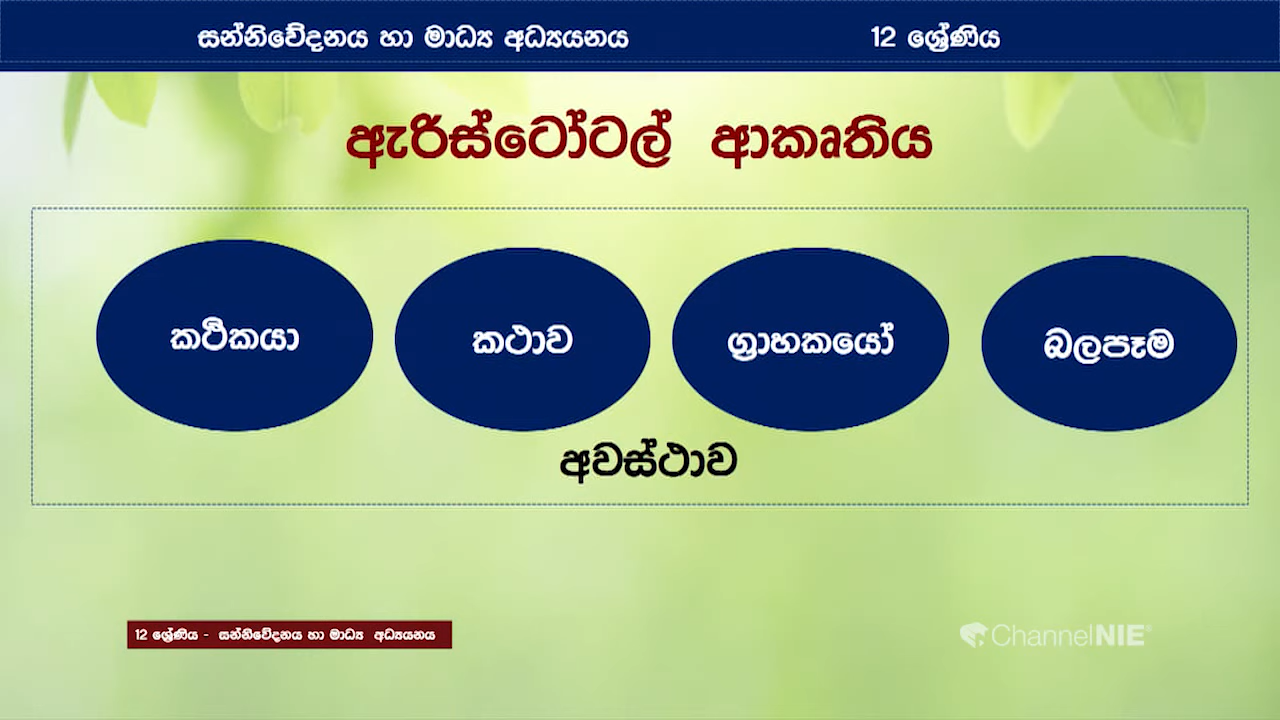 සන්නිවේදනය හා මාධ්‍ය අධ්‍යයනය 12 ශ්‍රේණිය
ඇරිස්ටෝටල් ආකෘතිය
කථිකයා කථාව ග්‍රාහකයෝ බලපෑම
අවස්ථාව
12 ශ්‍රේණිය - සන්නිවේදනය හා මාධ්‍ය අධ්‍යයනය
ChannelNIE